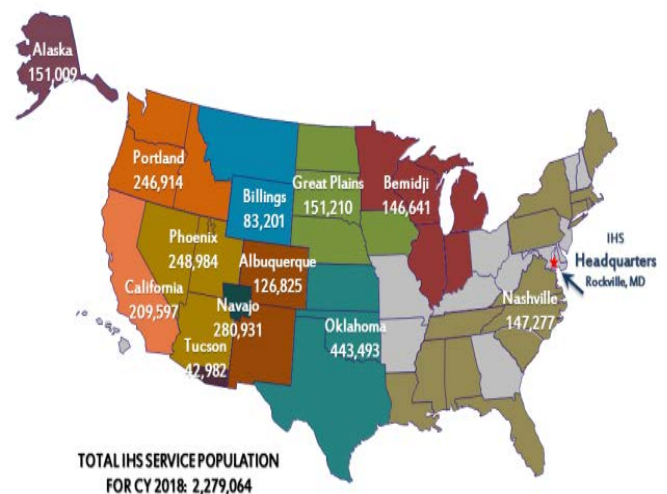 Alaska
151,009
Portland
246,914
Billings
83,201
Great Plains
151,210
Bemidji
146,641
IHS
Headquarters
Rockville, MD
Phoenix
248,984
Albuquerque
126,825
California
209,597
Navajo
280,931
Oklahoma
443,493
Nashville
147,277
Tucson
42,982
TOTAL IHS SERVICE POPULATION
FOR CY 2018: 2,279,064